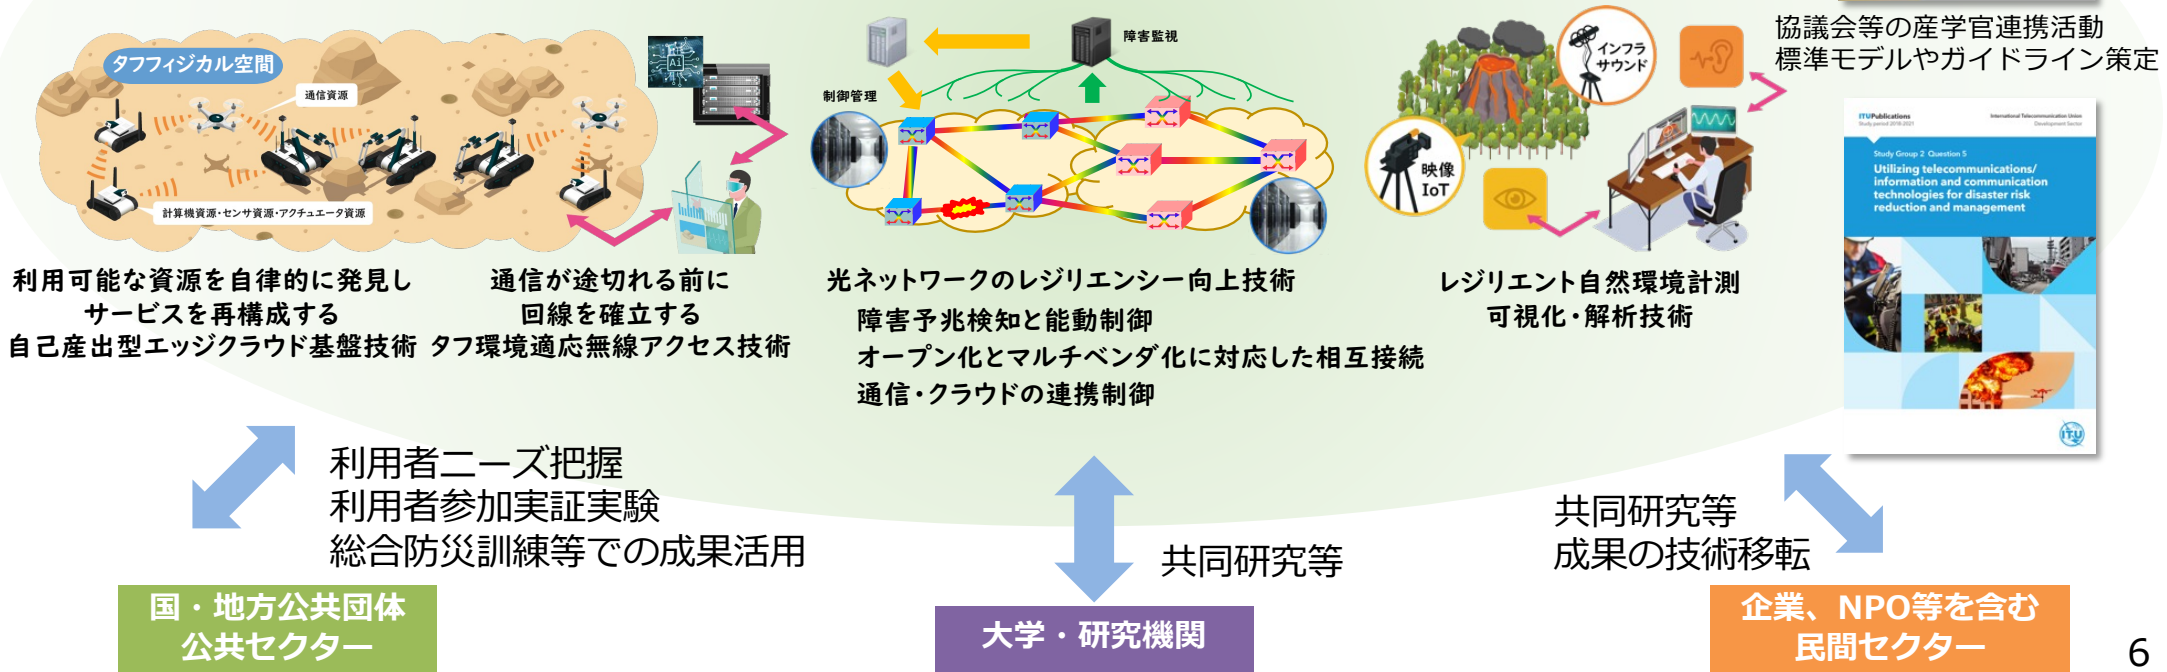 タフフィジカル空間
通信資源
計算機資源・センサ資源・アクチュエータ資源
Ai
利用可能な資源を自律的に発見し
サービスを再構成する
自己産出型エッジクラウド基盤技術
通信が途切れる前に
回線を確立する
タフ環境適応無線アクセス技術
障害監視
制御管理
光ネットワークのレジリエンシー向上技術
障害予兆検知と能動制御
オープン化とマルチベンダ化に対応した相互接続
通信・クラウドの連携制御
インフラ
サウンド
映像
IoT
レジリエント自然環境計測
可視化・解析技術
協議会等の産学官連携活動
標準モデルやガイドライン策定
ITUPublications
International Telecommunication Union
Study period 2018-2021
Development Sector
Study Group 2 Question 5
Utilizing telecommunications/
information and communication
technologies for disaster risk
reduction and management
ITU
利用者ニーズ把握
利用者参加実証実験
総合防災訓練等での成果活用
共同研究等
共同研究等
成果の技術移転
国・地方公共団体
公共セクター
大学・研究機関
企業、NPO等を含む
民間セクター
6